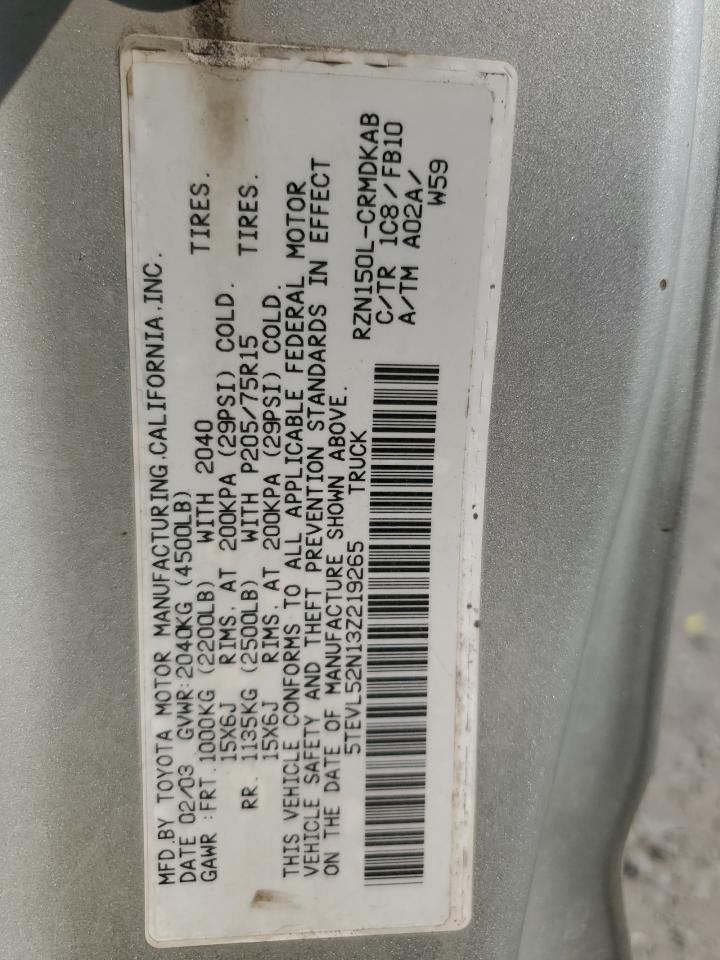 MFD.BY TOYOTA MOTOR MANUFACTURING.CALIFORNIA.INC.
DATE 02/03 GVWR:2040KG (4500LB)
GAWR :FRT.1000KG (2200LB) WITH 2040 TIRES.
15X6J RIMS. AT 200KPA (29PSI) COLD.
RR. 1135KG (2500LB) WITH P205/75R15 TIRES.
15X6J RIMS. AT 200KPA (29PSI) COLD.
THIS VEHICLE CONFORMS TO ALL APPLICABLE FEDERAL MOTOR
VEHICLE SAFETY AND THEFT PREVENTION STANDARDS IN EFFECT
ON THE DATE OF MANUFACTURE SHOWN ABOVE.
5TEVL52N13Z219265 TRUCK
RZN150L-CRMDKAB
C/TR 1C8/FB10
A/TM A02A/
W59